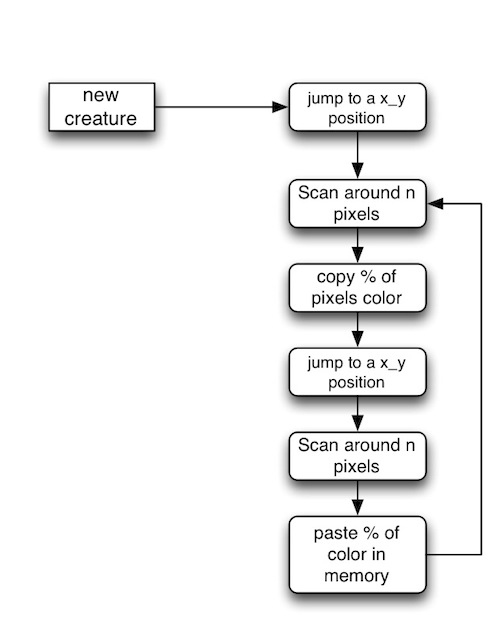 new
creature
jump to a x_y
position
Scan around n
pixels
copy % of
pixels color
jump to a x_y
position
Scan around n
pixels
paste % of
color in
memory